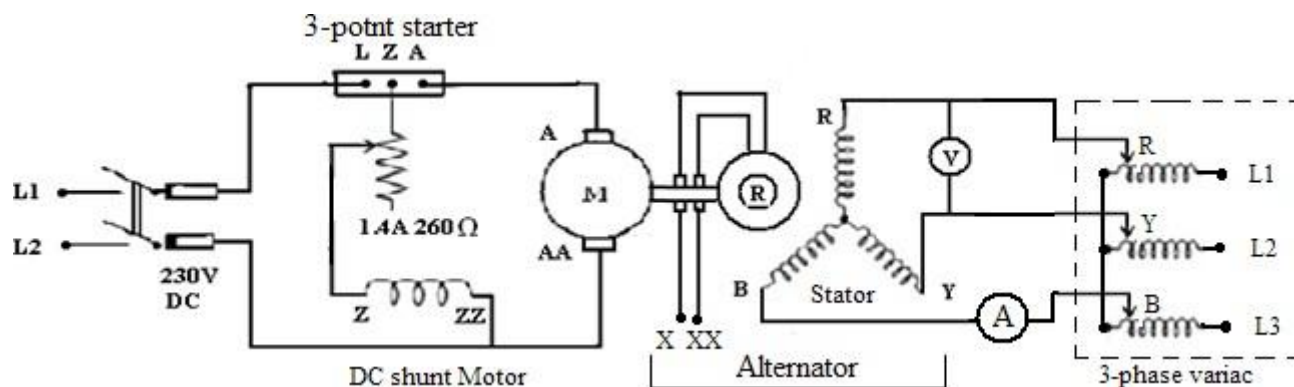 3-potnt starter
L Z A
L1
L2
230V
DC
1.4A 260 Ω
Z
ZZ
A
M
AA
R
X XX
R
B
Stator
Y
V
A
R
Y
B
L1
L2
L3
DC shunt Motor
Alternator
3-phase variac